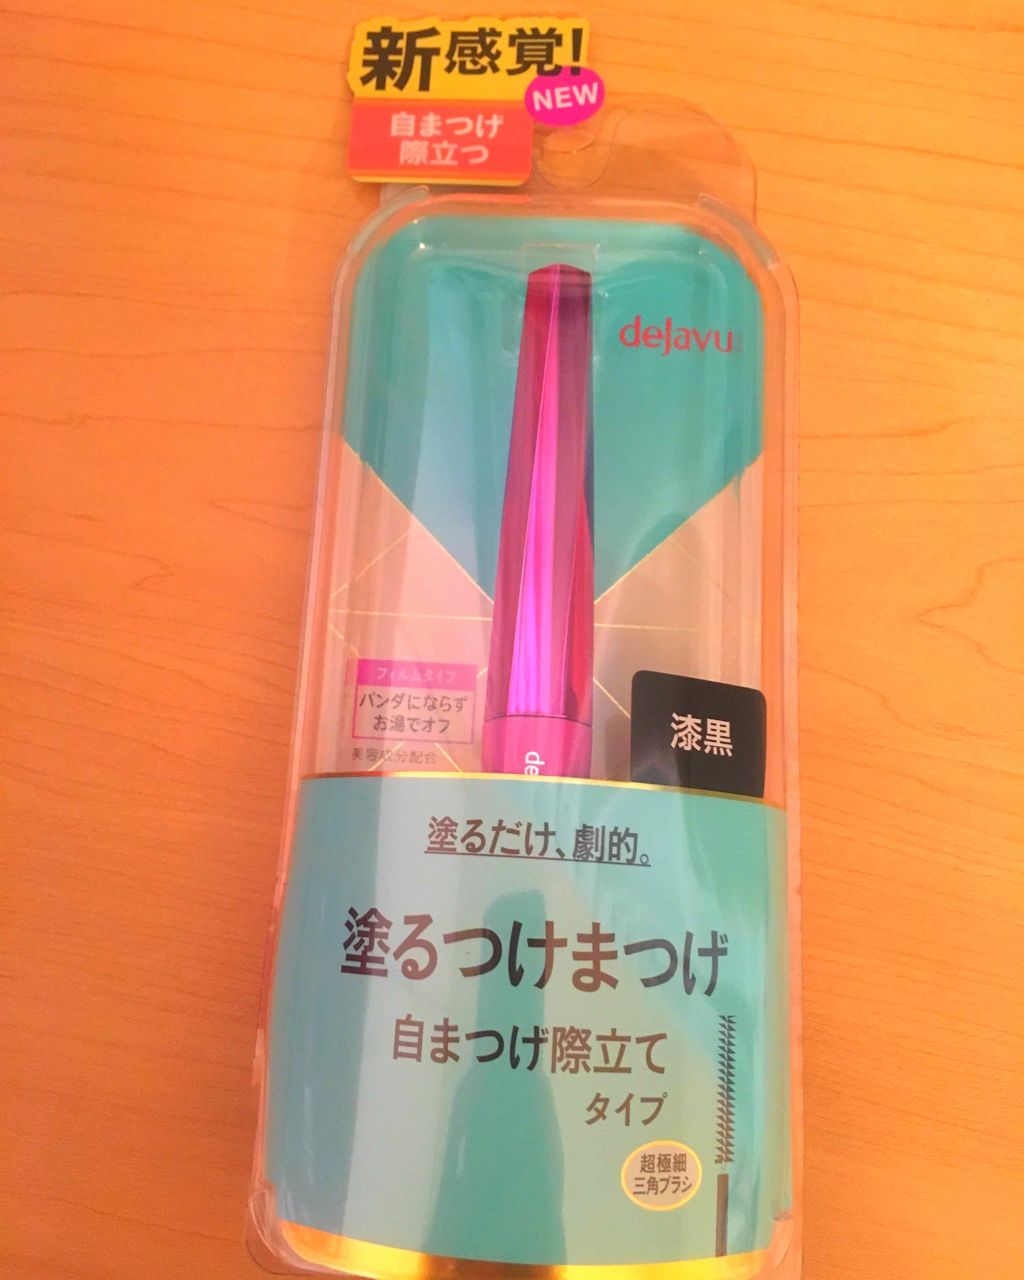 新感覚!
NEW
自まつげ
際立つ
dejavu
フィルムタイプ
パンダにならず
お湯でオフ
美容成分配合
漆黒
de
塗るだけ、劇的。
塗るつけまつげ
自まつげ際立て
タイプ
超極細
三角ブラシ